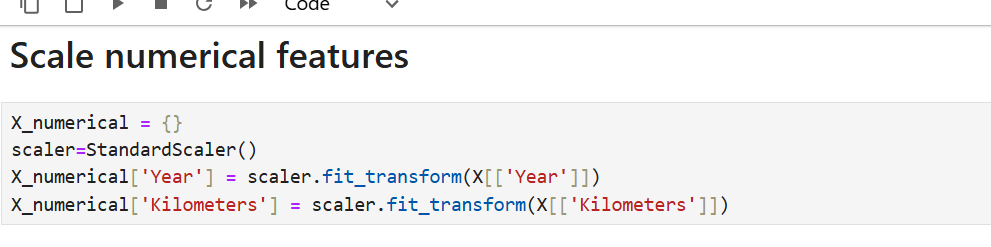 Code
Scale numerical features
X_numerical = {}
scaler=StandardScaler()
X_numerical['Year'] = scaler.fit_transform(X[['Year']])
X_numerical['Kilometers'] = scaler.fit_transform(X[['Kilometers']])